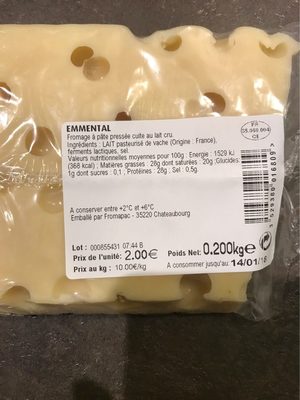 EMMENTAL
Fromage à pâte pressée cuite au lait cru.
Ingrédients : LAIT pasteurisé de vache (Origine : France),
ferments lactiques, sel.
Valeurs nutritionnelles moyennes pour 100g : Energie : 1529 kJ
(368 kcal) ; Matières grasses : 28g dont saturées : 20g ;Glucides:
1g dont sucres : 0,1 ; Protéines : 28g ; Sel : 0.5g.
FR
CE
A conserver entre +2°C et +6°C
Emballé par Fromapac - 35220 Chateaubourg
Lot : 000855431 07:44 B
Prix de l'unité: 2.00€
Poids Net: 0.200kg e
Prix au kg : 10.00€/kg
A consommer jusqu'au: 14/01/18